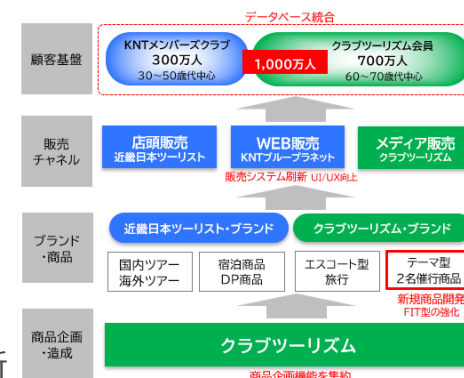 データベース統合
顧客基盤
KNTメンバーズクラブ
300万人
30～50歳代中心
1,000万人
クラブツーリズム会員
700万人
60～70歳代中心
販売
チャネル
店頭販売
近畿日本ツーリスト
WEB販売
KNTブループラネット
メディア販売
クラブツーリズム
販売システム刷新 UI/UX向上
ブランド
・商品
近畿日本ツーリスト・ブランド
クラブツーリズム・ブランド
国内ツアー
海外ツアー
宿泊商品
DP商品
エスコート型
旅行
テーマ型
2名催行商品
新規商品開発
FIT型の強化
商品企画
・造成
クラブツーリズム
商品企画機能を集約